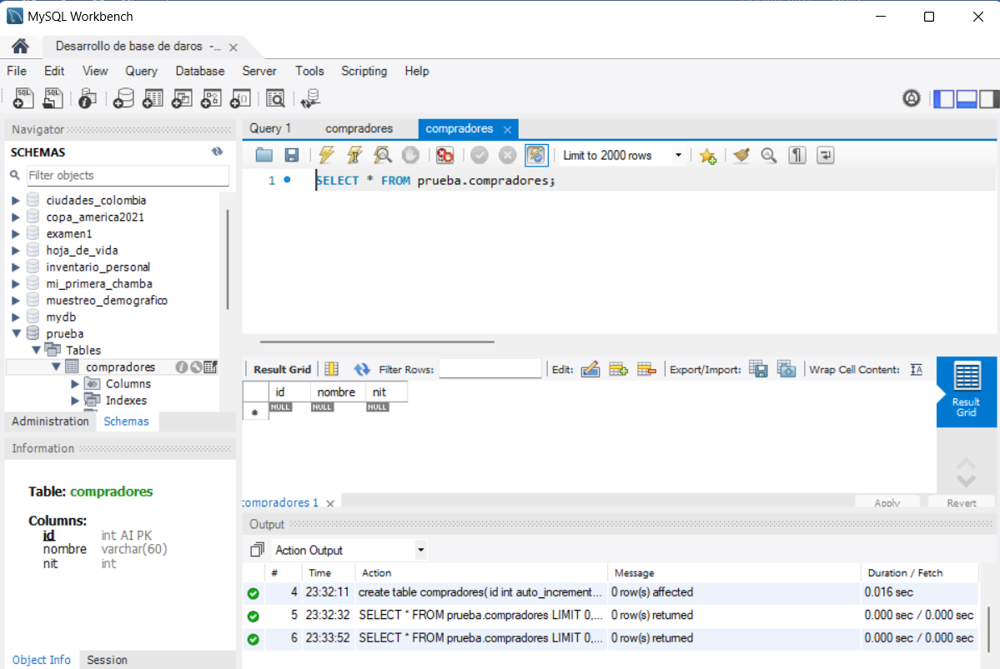 MySQL Workbench
Desarrollo de base de daros -...
File Edit View Query Database Server Tools Scripting Help
Navigator
SCHEMAS
Filter objects
ciudades_colombia
copa_america2021
examen1
hoja_de_vida
inventario_personal
mi_primera_chamba
muestreo_demografico
mydb
prueba
Tables
compradores
Columns
Indexes
Administration Schemas
Information
Table: compradores
Columns:
id int AI PK
nombre varchar(60)
nit int
Object Info Session
Query 1 compradores compradores
Limit to 2000 rows
1 SELECT * FROM prueba.compradores;
Result Grid Filter Rows: Edit: Export/Import: Wrap Cell Content: IA
id nombre nit
NULL NULL NULL
Result
Grid
compradores 1 Apply Revert
Output
Action Output
# Time Action Message Duration / Fetch
4 23:32:11 create table compradores( id int auto_increment... 0 row(s) affected 0.016 sec
5 23:32:32 SELECT * FROM prueba.compradores LIMIT 0,... 0 row(s) returned 0.000 sec / 0.000 sec
6 23:33:52 SELECT * FROM prueba.compradores LIMIT 0,... 0 row(s) returned 0.000 sec / 0.000 sec